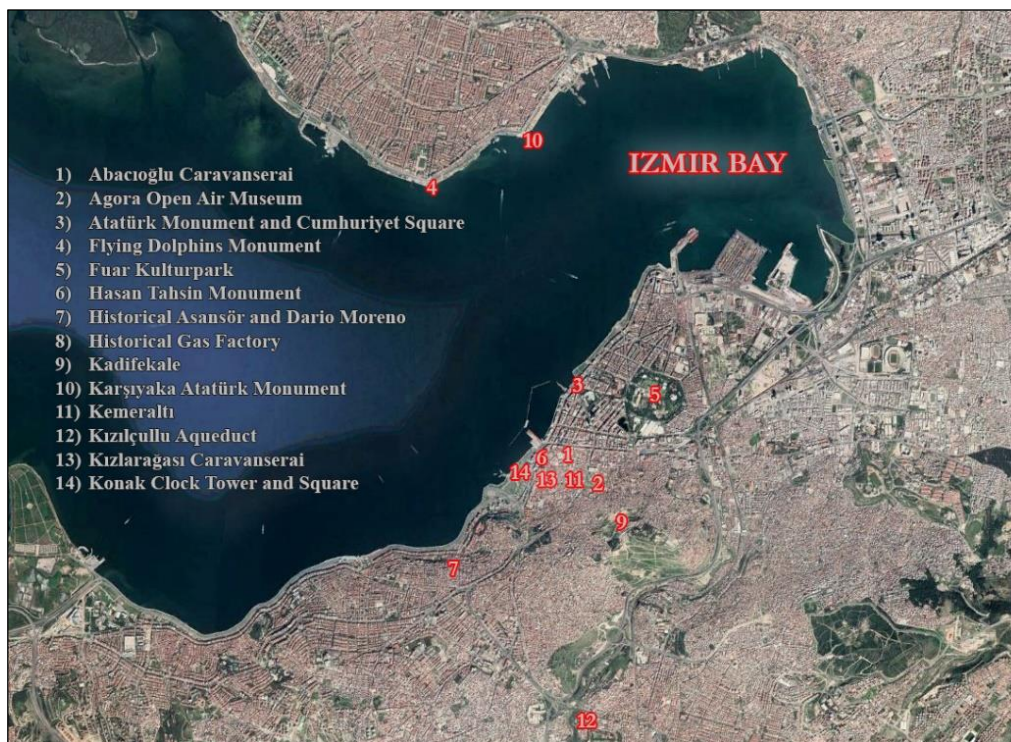 10
IZMIR BAY
4
1) Abacıoğlu Caravanserai
2) Agora Open Air Museum
3) Atatürk Monument and Cumhuriyet Square
4) Flying Dolphins Monument
5) Fuar Kulturpark
6) Hasan Tahsin Monument
7) Historical Asansör and Dario Moreno
8) Historical Gas Factory
9) Kadifekale
10) Karşıyaka Atatürk Monument
11) Kemeraltı
12) Kızılçullu Aqueduct
13) Kızlarağası Caravanserai
14) Konak Clock Tower and Square
3
5
6
1
14
13
11
2
9
7
12